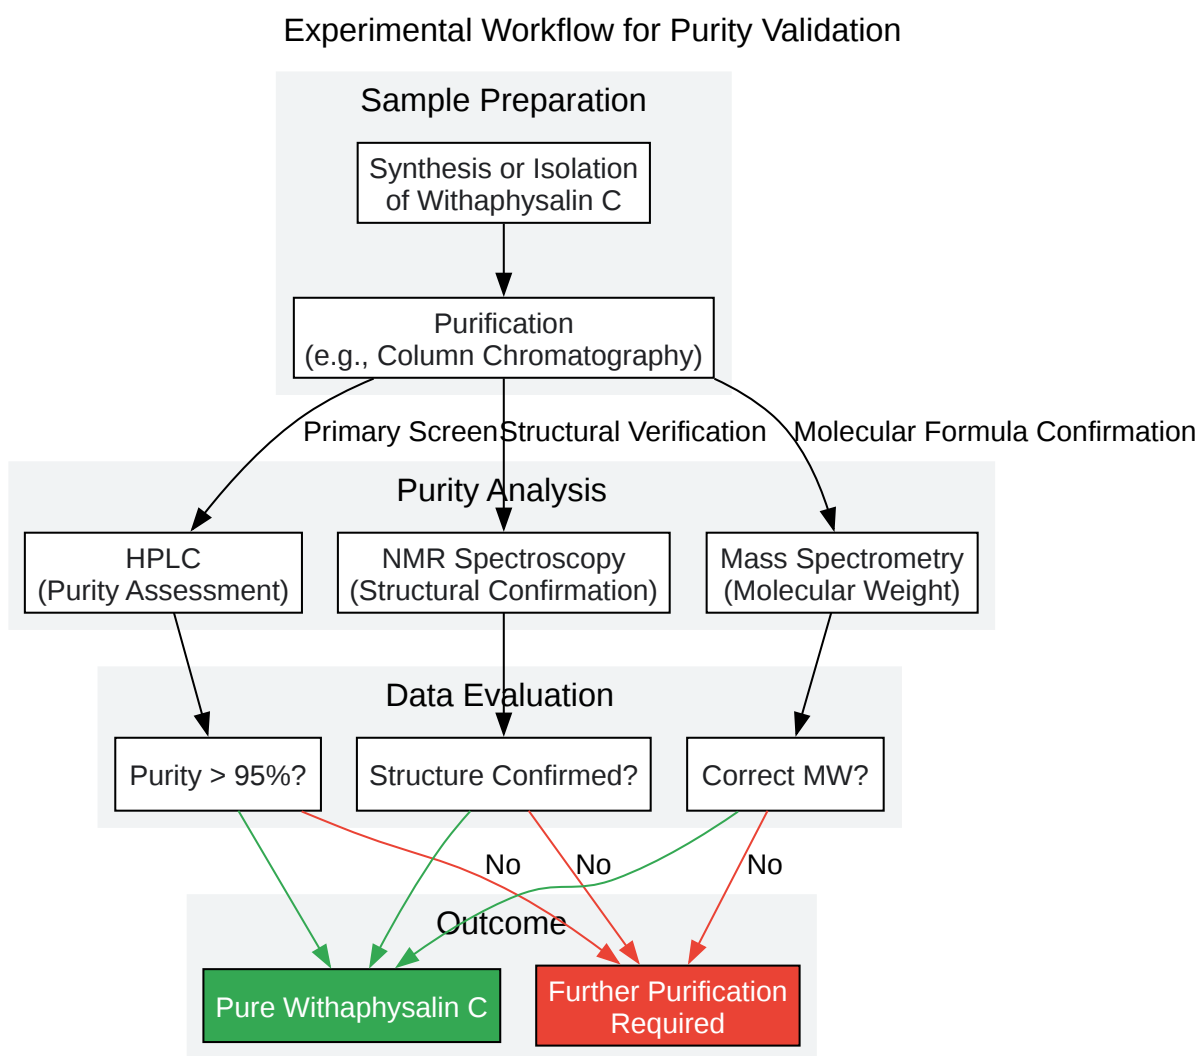 Experimental Workflow for Purity Validation
Sample Preparation
Synthesis or Isolation
of Withaphysalin C
Purification
(e.g., Column Chromatography)
Primary Screen
Structural Verification
Molecular Formula Confirmation
Purity Analysis
HPLC
(Purity Assessment)
NMR Spectroscopy
(Structural Confirmation)
Mass Spectrometry
(Molecular Weight)
Data Evaluation
Purity > 95%?
Structure Confirmed?
Correct MW?
No
No
No
Outcome
Pure Withaphysalin C
Further Purification
Required